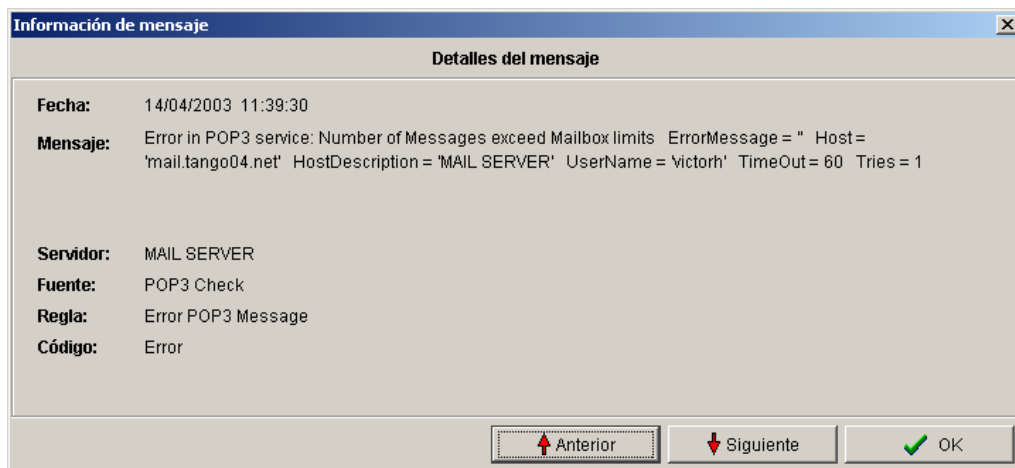 Información de mensaje
Detalles del mensaje
Fecha: 14/04/2003 11:39:30
Mensaje: Error in POP3 service: Number of Messages exceed Mailbox limits ErrorMessage = '' Host =
'mail.tango04.net' HostDescription = 'MAIL SERVER' UserName = 'victorh' TimeOut = 60 Tries = 1
Servidor: MAIL SERVER
Fuente: POP3 Check
Regla: Error POP3 Message
Código: Error
Anterior Siguiente OK